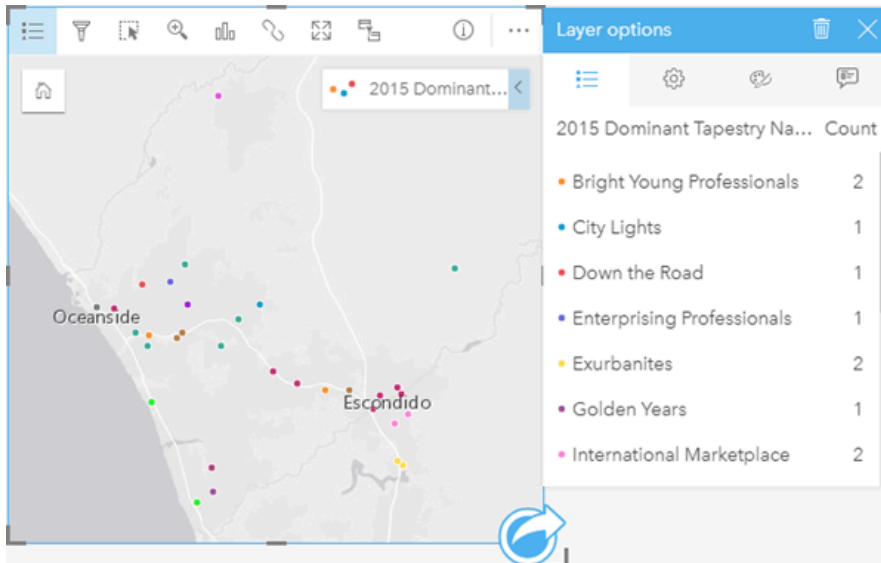 Layer options
2015 Dominant...
2015 Dominant Tapestry Na... Count
Bright Young Professionals 2
City Lights 1
Down the Road 1
Enterprising Professionals 1
Exurbanites 2
Golden Years 1
International Marketplace 2
Oceanside
Escondido